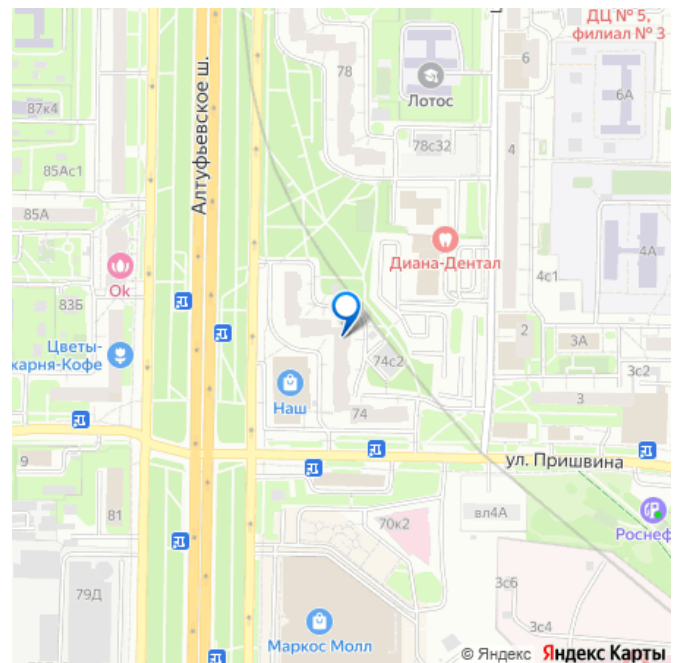 ДЦ № 5,
филиал № 3
6
78
6А
Лотос
87к4
78с32
4
85Ас1
Алтуфьевское ш.
85А
Диана-Дентал
4А
Ok
4с1
83Б
2
3А
Цветы-
карня-Кофе
74с2
3с2
Наш
3
74
ул. Пришвина
9
81
вл4А
70к2
Роснеф
3с6
79Д
3с4
Маркос Молл
© Яндекс Яндекс Карты